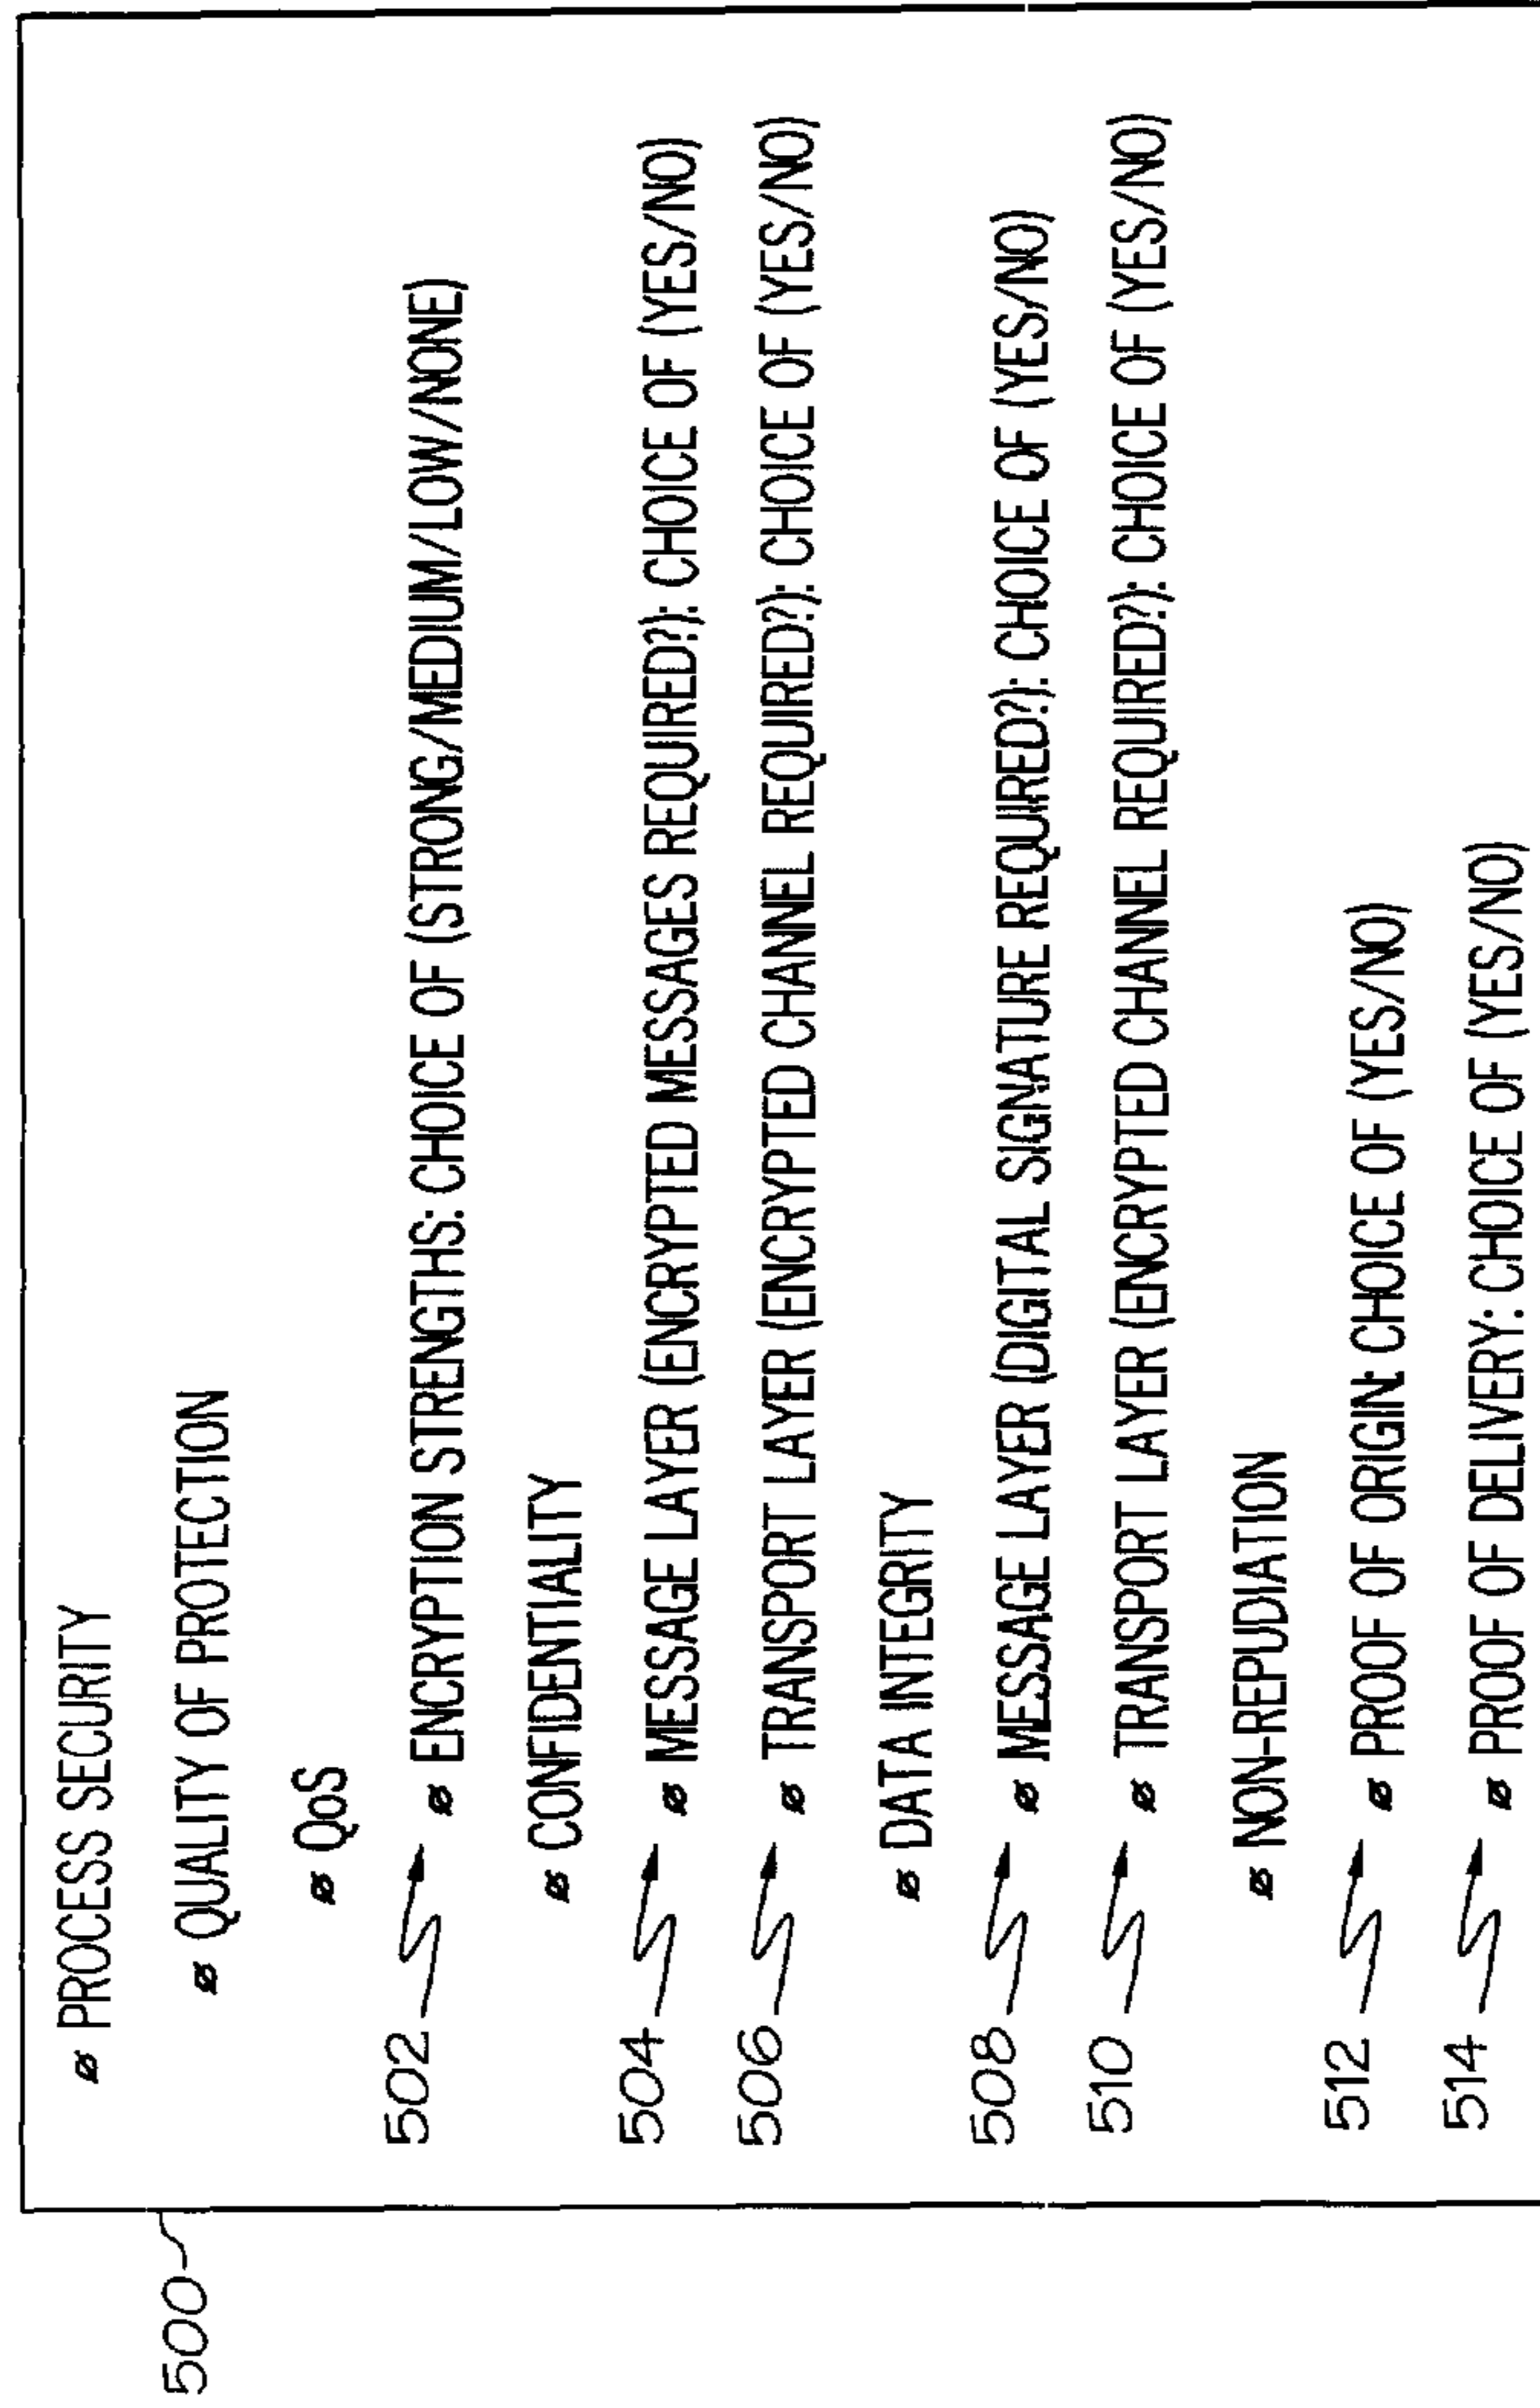 500
PROCESS SECURITY
QUALITY OF PROTECTION
QoS
502 ENCRYPTION STRENGTHS: CHOICE OF (STRONG/MEDIUM/LOW/NONE)
CONFIDENTIALITY
504 MESSAGE LAYER (ENCRYPTED MESSAGES REQUIRED?): CHOICE OF (YES/NO)
506 TRANSPORT LAYER (ENCRYPTED CHANNEL REQUIRED?): CHOICE OF (YES/NO)
DATA INTEGRITY
508 MESSAGE LAYER (DIGITAL SIGNATURE REQUIRED?): CHOICE OF (YES/NO)
510 TRANSPORT LAYER (ENCRYPTED CHANNEL REQUIRED?): CHOICE OF (YES/NO)
NON-REPUDIATION
512 PROOF OF ORIGIN: CHOICE OF (YES/NO)
514 PROOF OF DELIVERY: CHOICE OF (YES/NO)